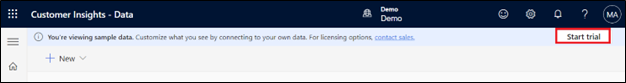 Customer Insights - Data
Demo
Demo
MA
You're viewing sample data. Customize what you see by connecting to your own data. For licensing options, contact sales.
Start trial
New